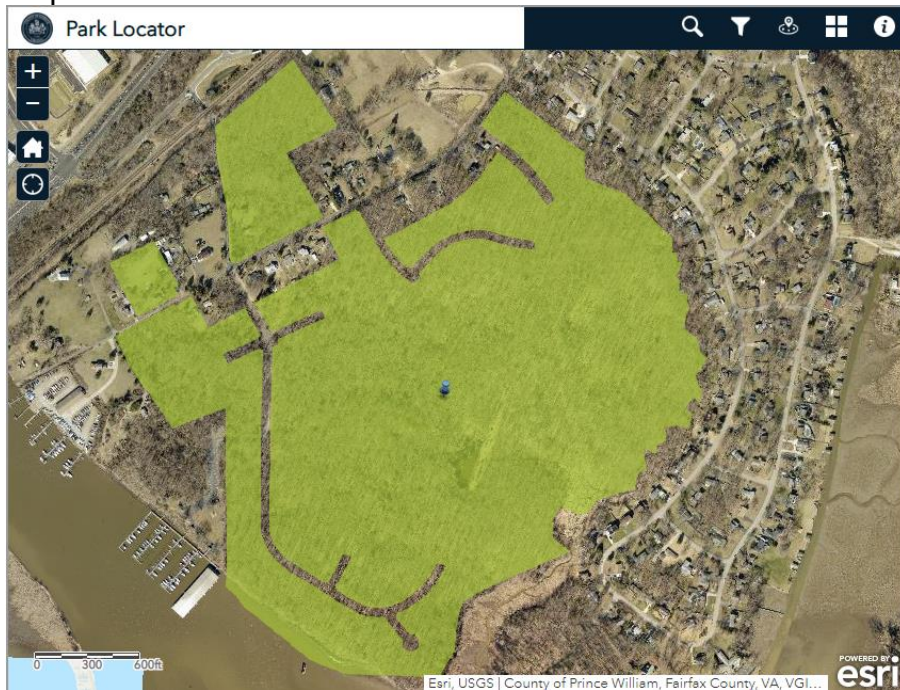 Park Locator
+
−
i
0 300 600ft
POWERED BY
esri
Esri, USGS | County of Prince William, Fairfax County, VA, VGI...